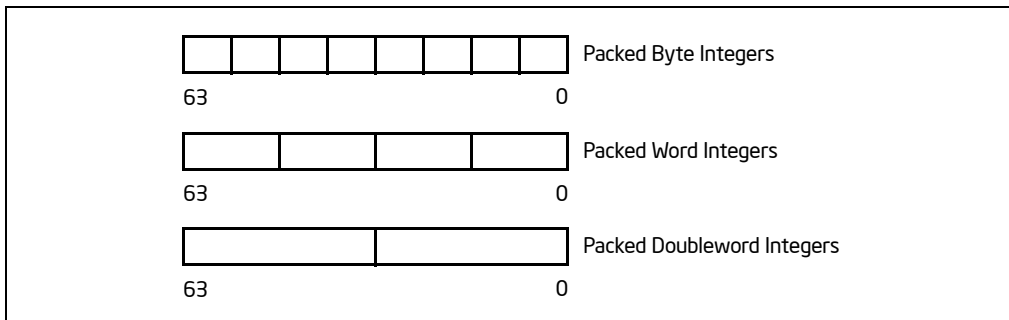 Packed Byte Integers
63 0
Packed Word Integers
63 0
Packed Doubleword Integers
63 0